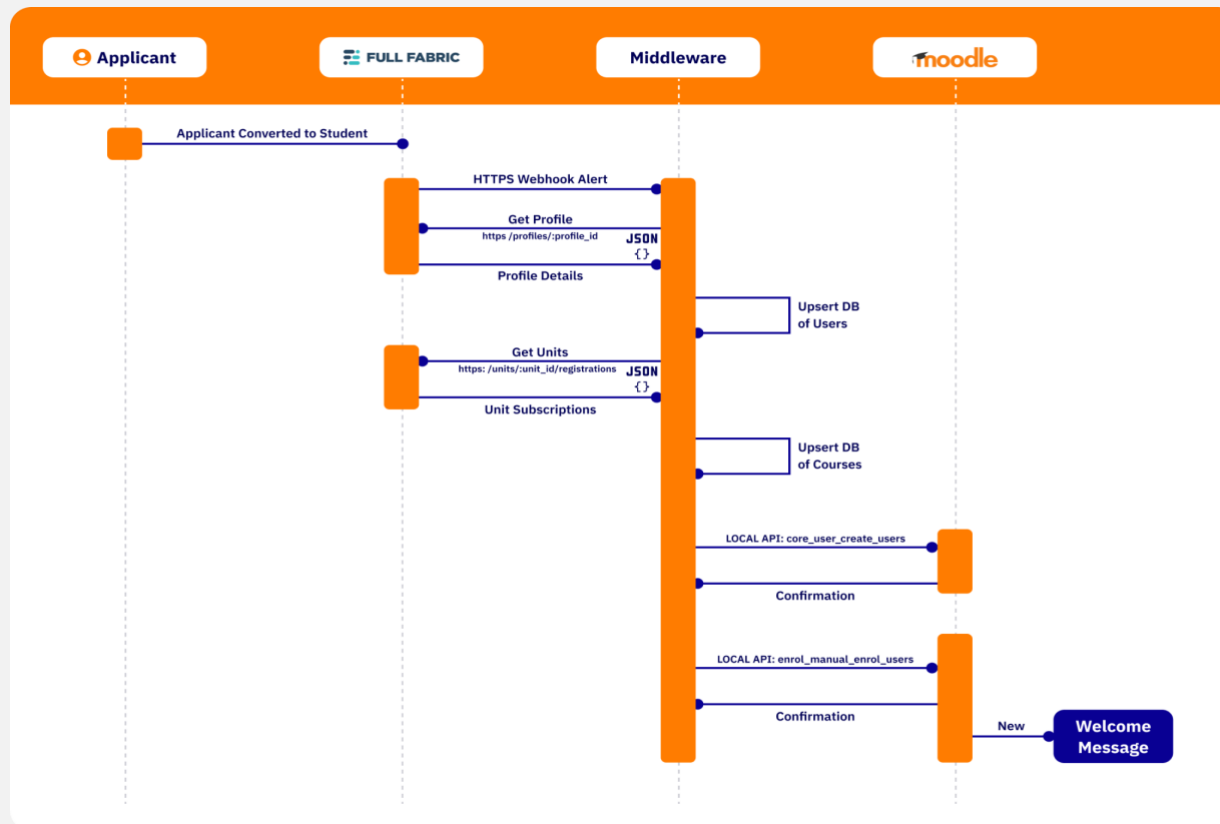 Applicant
FULL FABRIC
Middleware
moodle
Applicant Converted to Student
HTTPS Webhook Alert
Get Profile
https /profiles/:profile_id
JSON
{}
Profile Details
Upsert DB
of Users
Get Units
https: /units/:unit_id/registrations
JSON
{}
Unit Subscriptions
Upsert DB
of Courses
LOCAL API: core_user_create_users
Confirmation
LOCAL API: enrol_manual_enrol_users
Confirmation
New
Welcome
Message